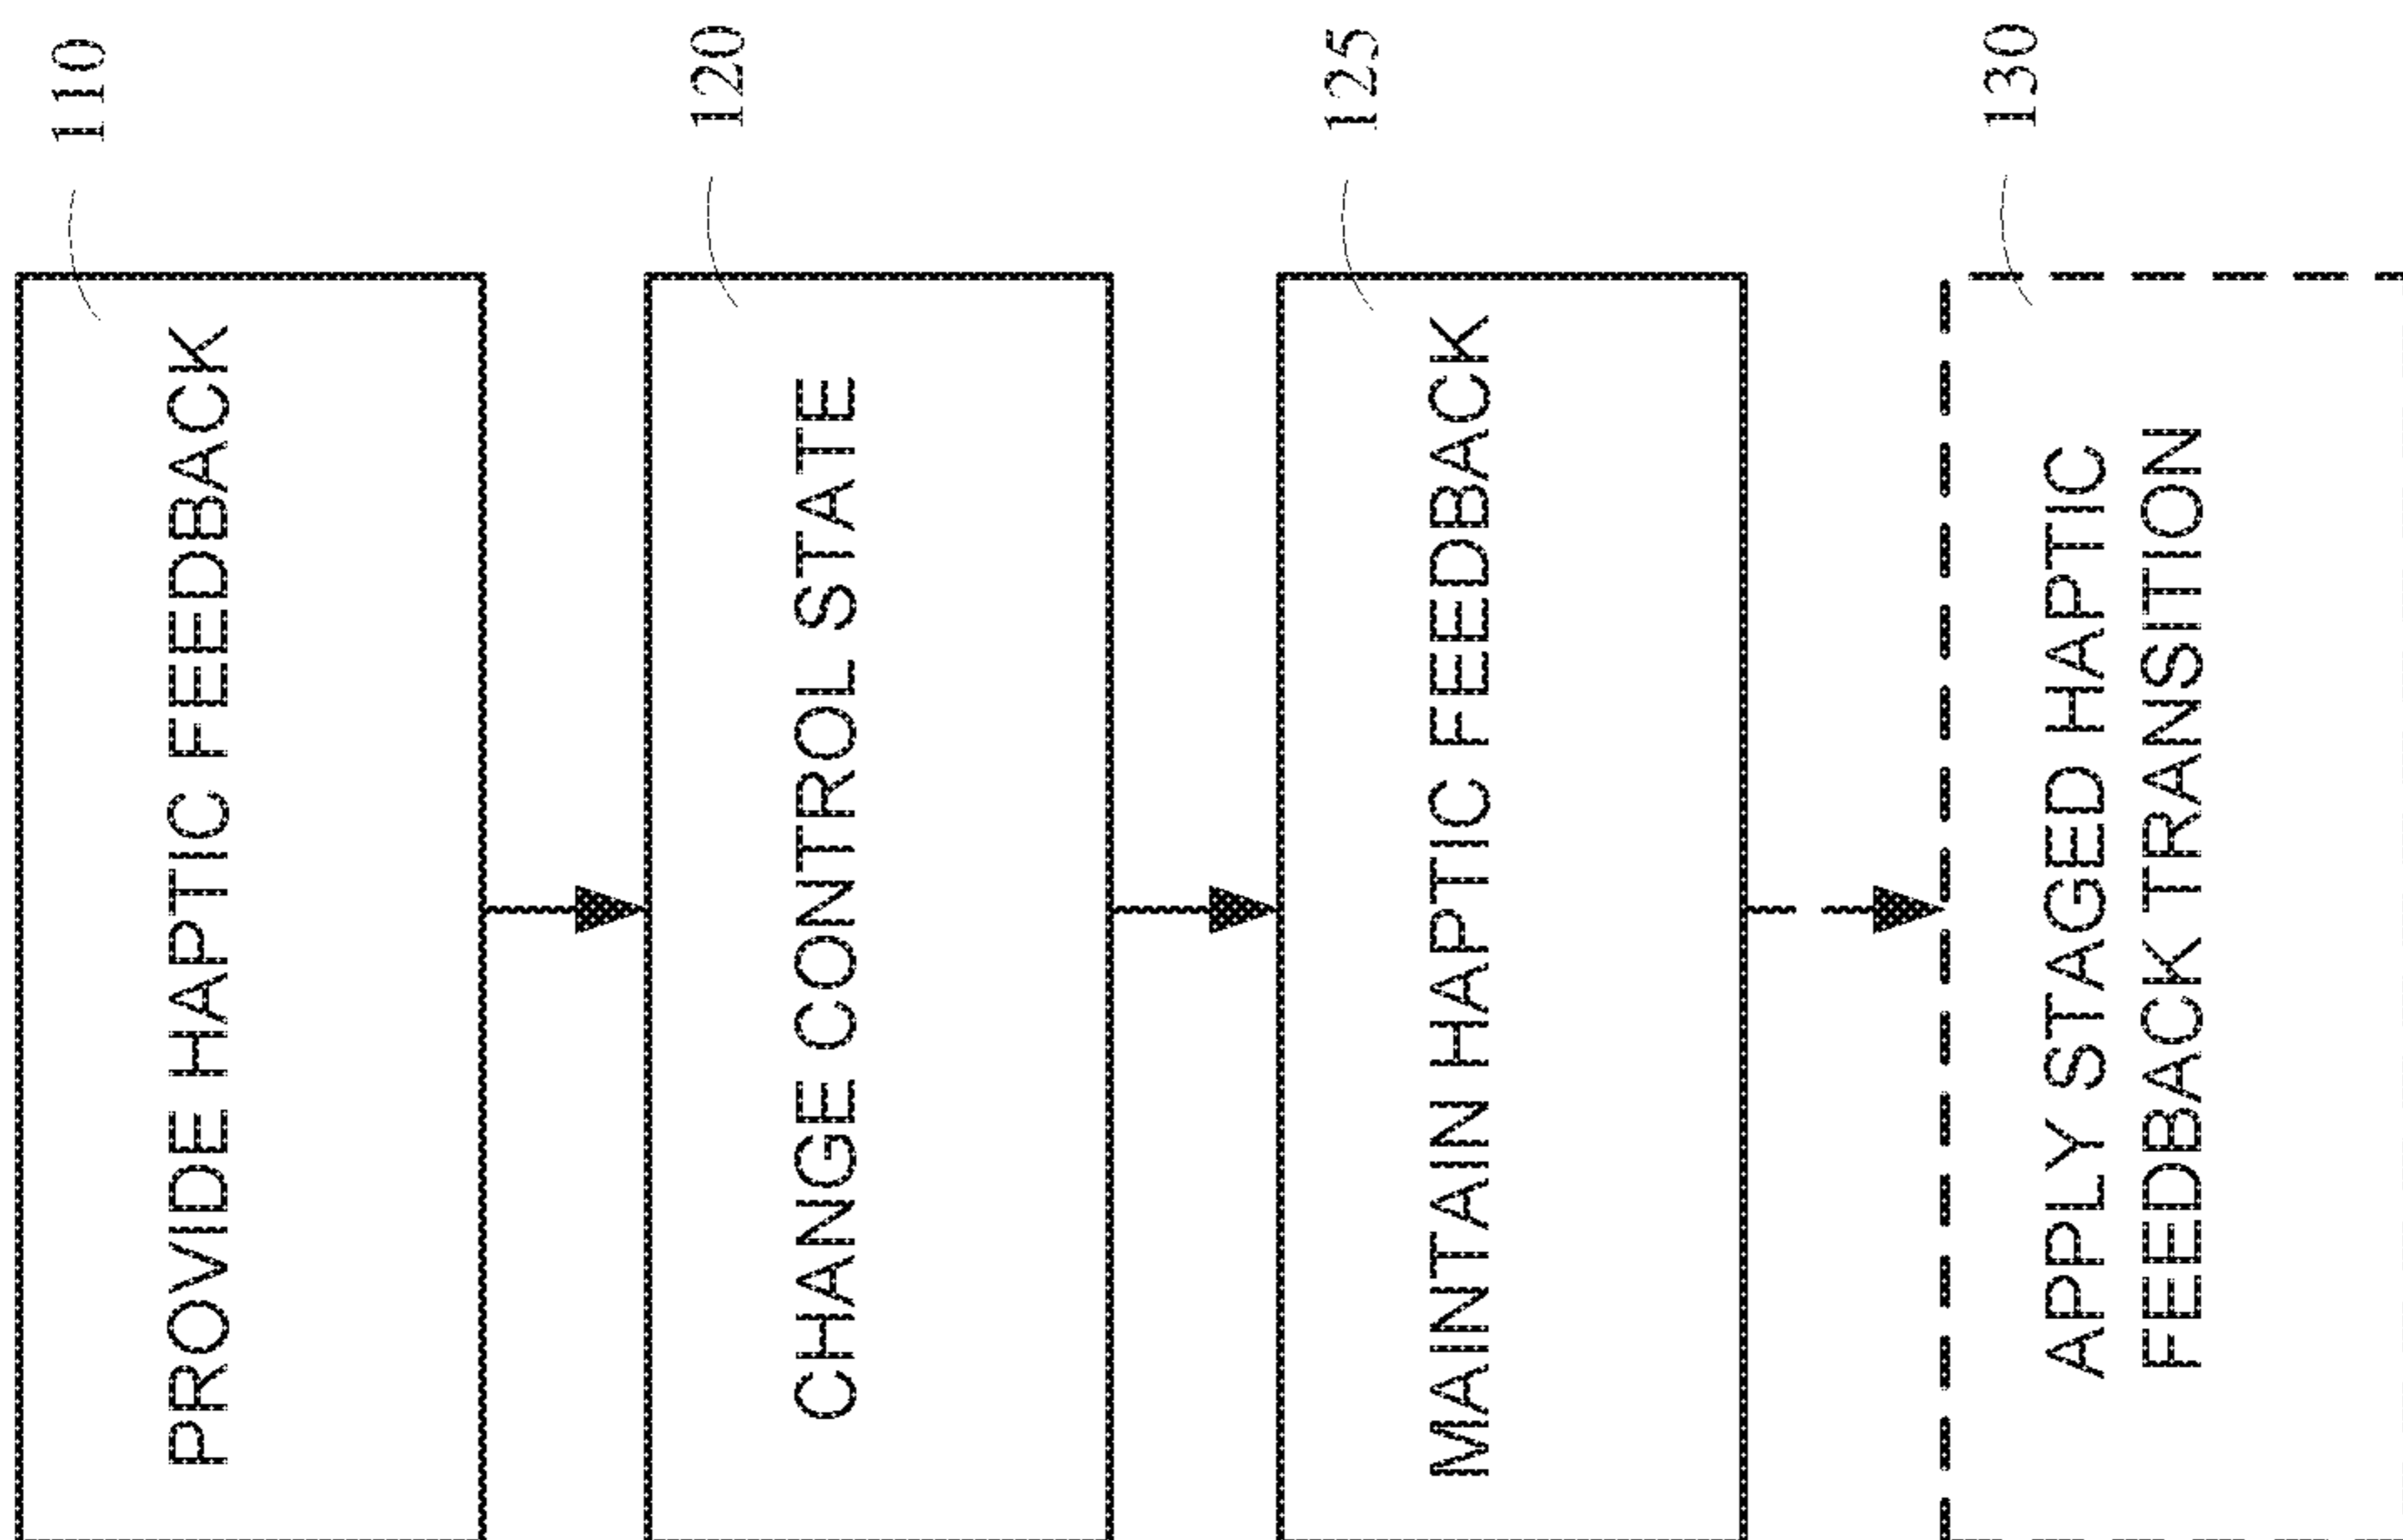 110
PROVIDE HAPTIC FEEDBACK
120
CHANGE CONTROL STATE
125
MAINTAIN HAPTIC FEEDBACK
130
APPLY STAGED HAPTIC
FEEDBACK TRANSITION